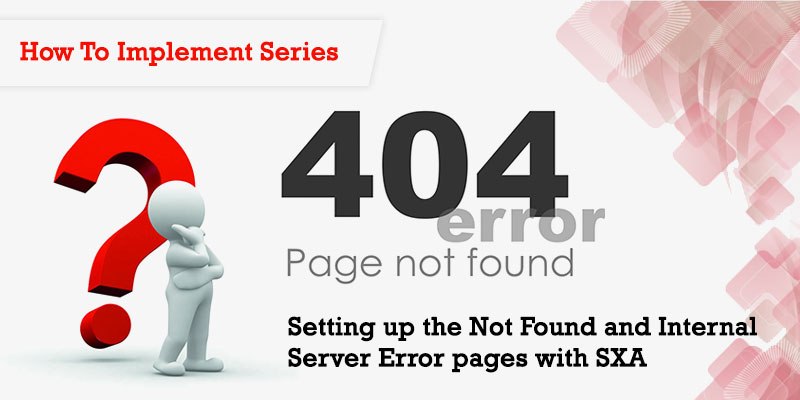 How To Implement Series
404
error
Page not found
Setting up the Not Found and Internal
Server Error pages with SXA